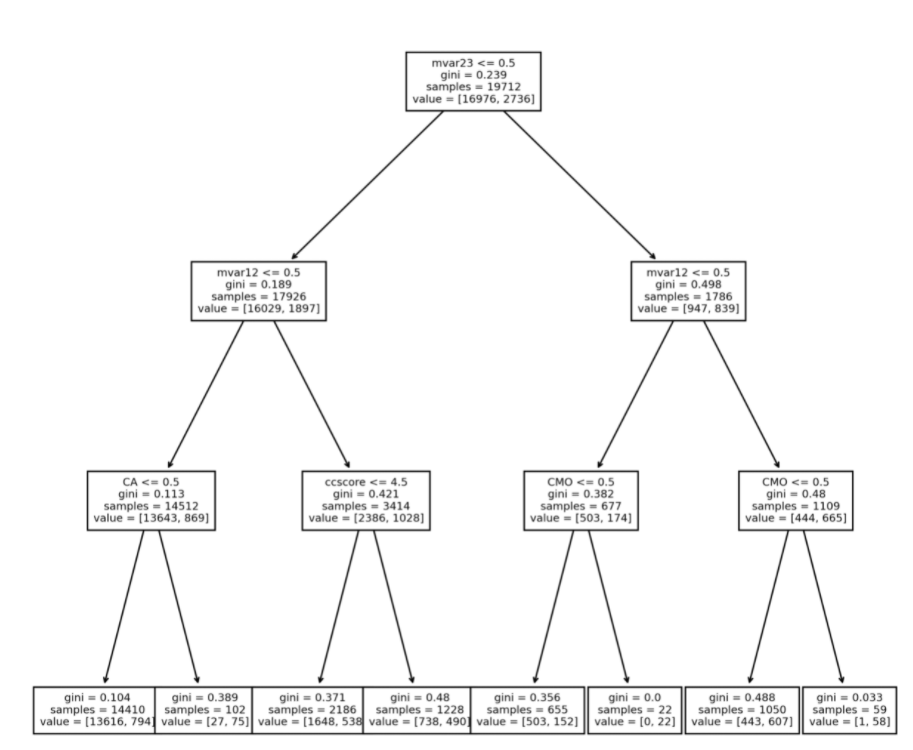 mvar23 <= 0.5
gini = 0.239
samples = 19712
value = [16976, 2736]
mvar12 <= 0.5
gini = 0.189
samples = 17926
value = [16029, 1897]
mvar12 <= 0.5
gini = 0.498
samples = 1786
value = [947, 839]
CA <= 0.5
gini = 0.113
samples = 14512
value = [13643, 869]
ccscore <= 4.5
gini = 0.421
samples = 3414
value = [2386, 1028]
CMO <= 0.5
gini = 0.382
samples = 677
value = [503, 174]
CMO <= 0.5
gini = 0.48
samples = 1109
value = [444, 665]
gini = 0.104
samples = 14410
value = [13616, 794]
gini = 0.389
samples = 102
value = [27, 75]
gini = 0.371
samples = 2186
value = [1648, 538
gini = 0.48
samples = 1228
value = [738, 490]
gini = 0.356
samples = 655
value = [503, 152]
gini = 0.0
samples = 22
value = [0, 22]
gini = 0.488
samples = 1050
value = [443, 607]
gini = 0.033
samples = 59
value = [1, 58]